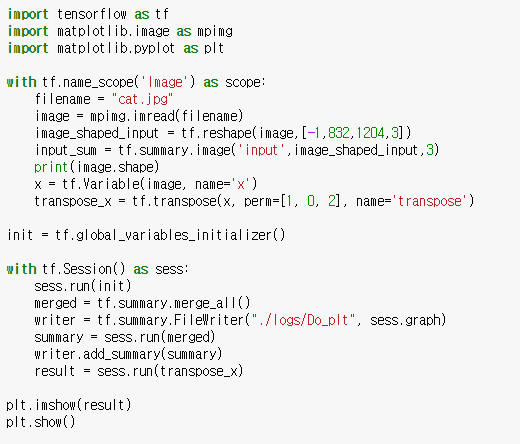 import tensorflow as tf
import matplotlib.image as mpimg
import matplotlib.pyplot as plt

with tf.name_scope('Image') as scope:
    filename = "cat.jpg"
    image = mpimg.imread(filename)
    image_shaped_input = tf.reshape(image,[-1,832,1204,3])
    input_sum = tf.summary.image('input',image_shaped_input,3)
    print(image.shape)
    x = tf.Variable(image, name='x')
    transpose_x = tf.transpose(x, perm=[1, 0, 2], name='transpose')

init = tf.global_variables_initializer()

with tf.Session() as sess:
    sess.run(init)
    merged = tf.summary.merge_all()
    writer = tf.summary.FileWriter("./logs/Do_plt", sess.graph)
    summary = sess.run(merged)
    writer.add_summary(summary)
    result = sess.run(transpose_x)

plt.imshow(result)
plt.show()